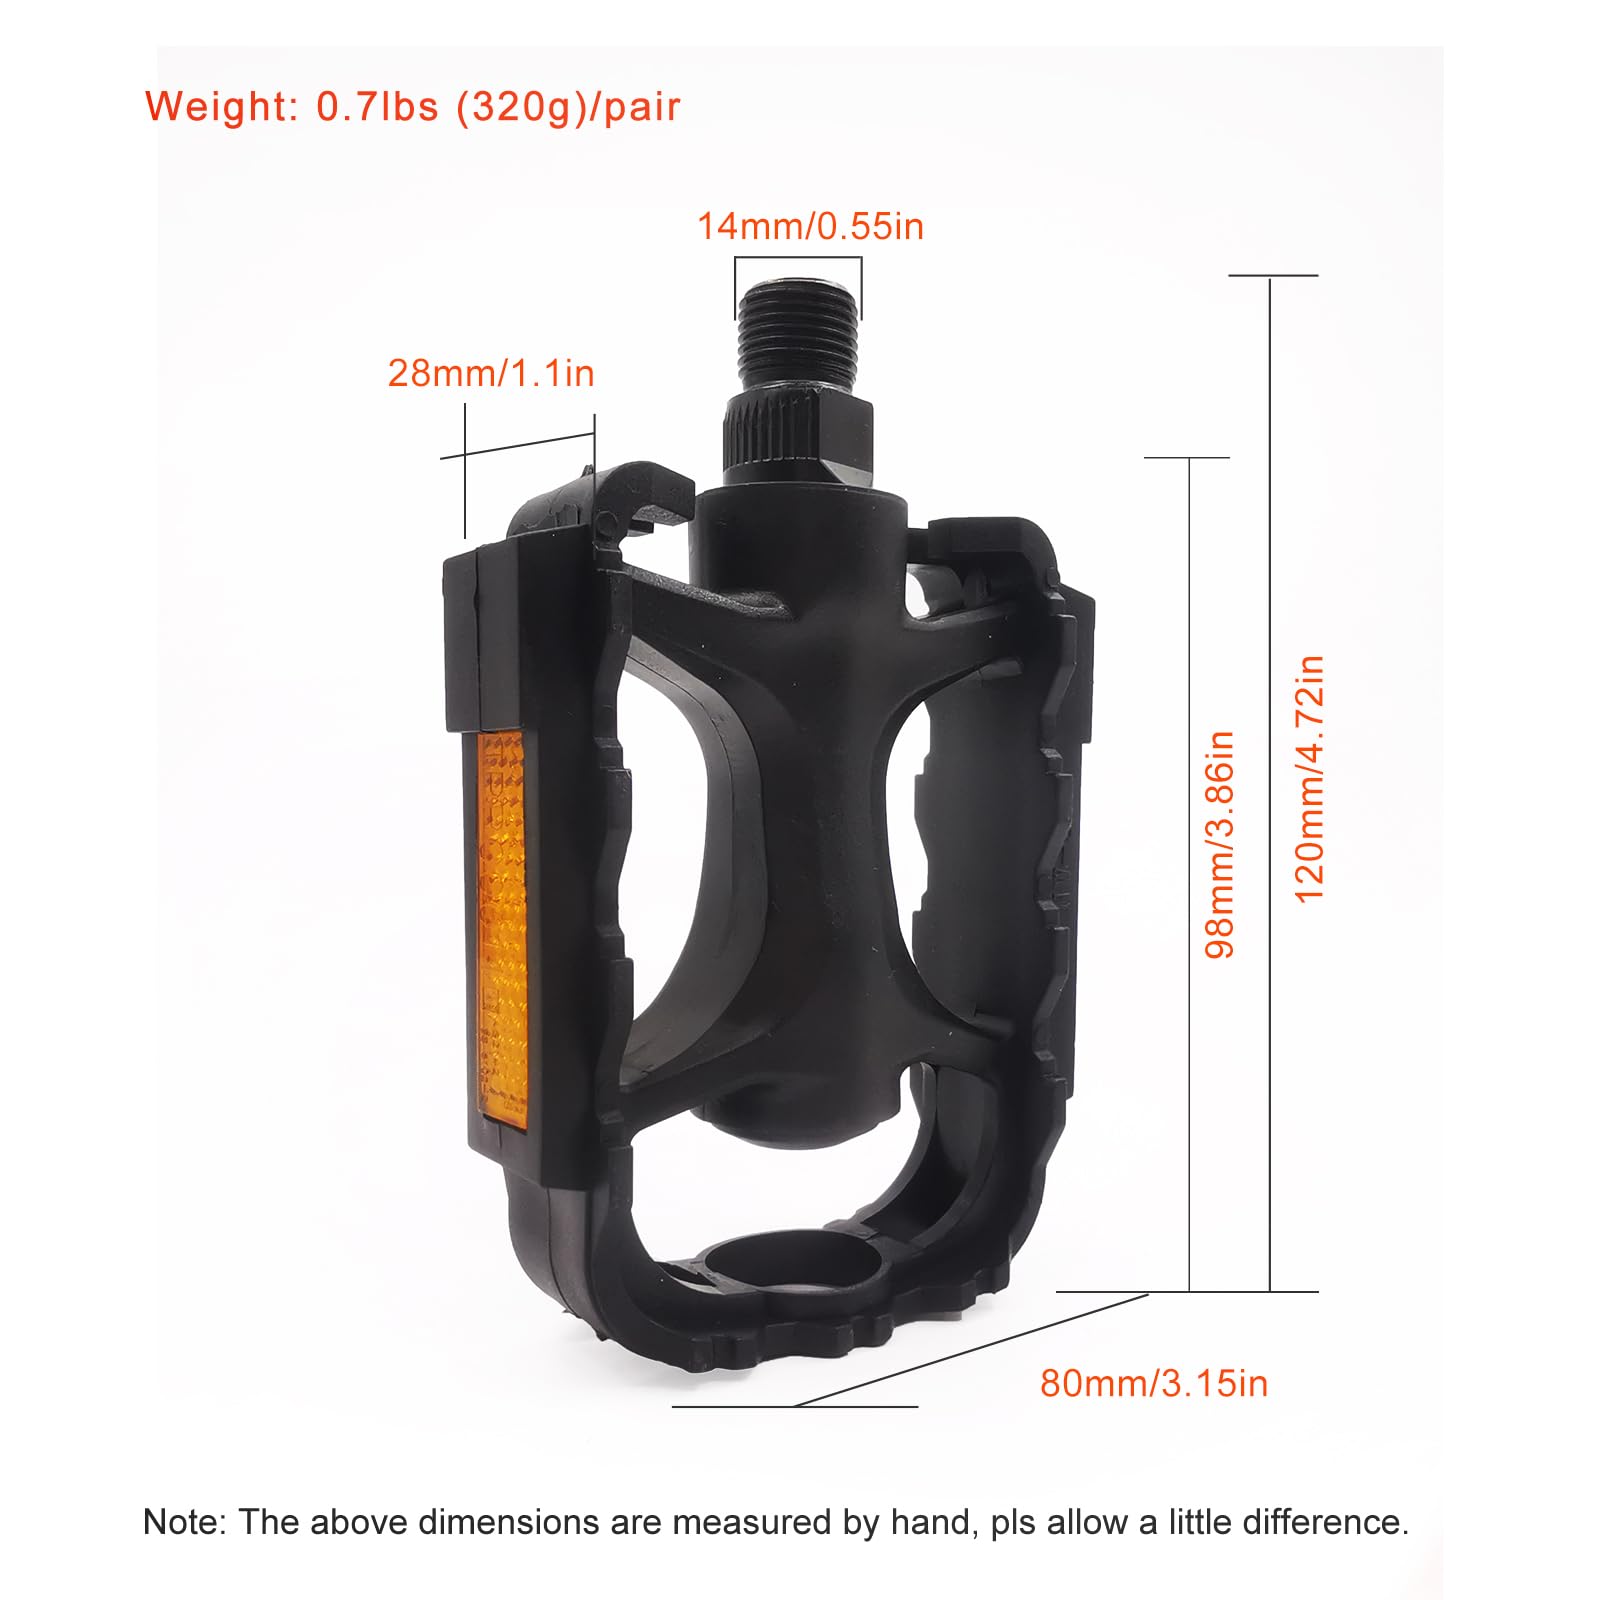 Weight: 0.7lbs (320g)/pair
14mm/0.55in
28mm/1.1in
98mm/3.86in
120mm/4.72in
80mm/3.15in
Note: The above dimensions are measured by hand, pls allow a little difference.